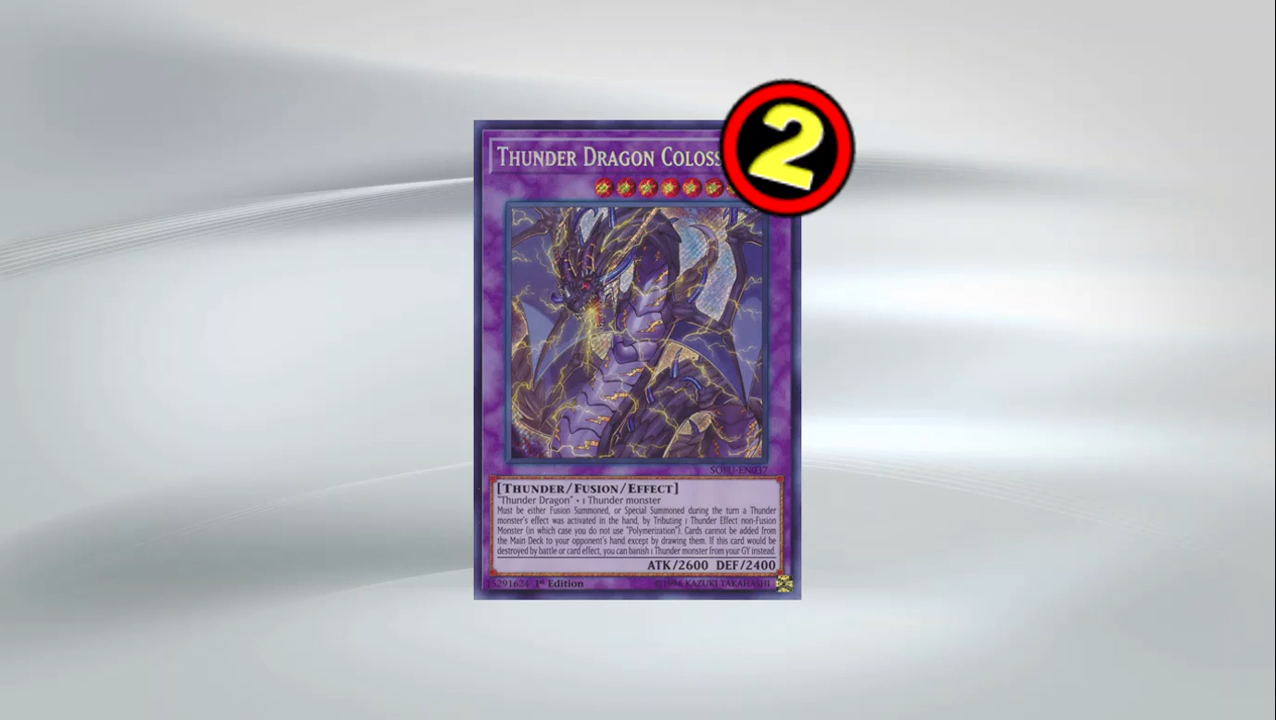 THUNDER DRAGON COLOSS
2
SOFU-EN037
[THUNDER/FUSION/EFFECT]
"Thunder Dragon" + 1 Thunder monster
Must be either Fusion Summoned, or Special Summoned during the turn a Thunder
monster's effect was activated in the hand, by Tributing 1 Thunder Effect non-Fusion
Monster (in which case you do not use "Polymerization"). Cards cannot be added from
the Main Deck to your opponent's hand except by drawing them. If this card would be
destroyed by battle or card effect, you can banish 1 Thunder monster from your GY instead.
ATK/2600 DEF/2400
15291624 1st Edition
©1996 KAZUKI TAKAHASHI